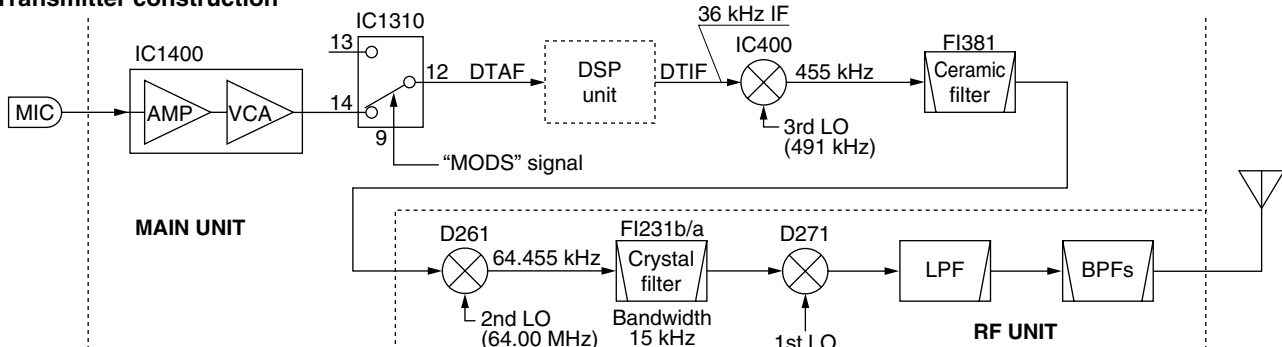 Transmitter construction
IC1310
36 kHz IF
IC1400
13
IC400
FI381
12
DTAF
DSP
unit
DTIF
455 kHz
Ceramic
filter
MIC
AMP
VCA
14
9
3rd LO
(491 kHz)
“MODS” signal
MAIN UNIT
D261
FI231b/a
D271
64.455 kHz
Crystal
filter
LPF
BPFs
2nd LO
(64.00 MHz)
Bandwidth
15 kHz
1st LO
RF UNIT